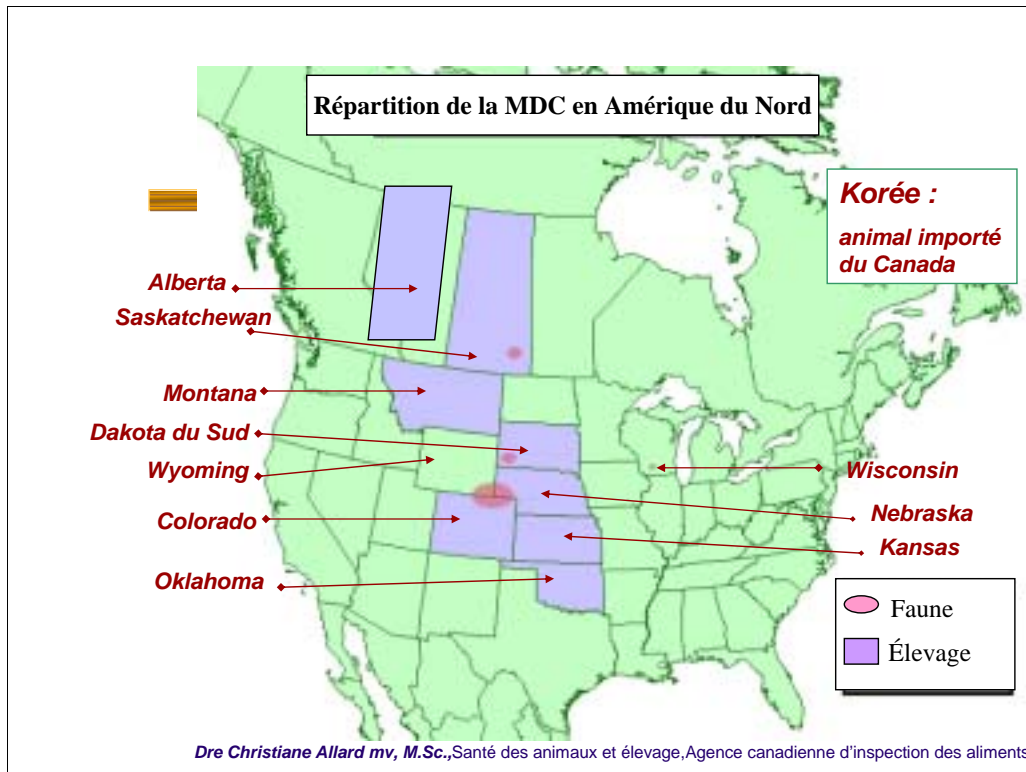 Répartition de la MDC en Amérique du Nord
Korée :
animal importé
du Canada
Alberta
Saskatchewan
Montana
Dakota du Sud
Wyoming
Wisconsin
Nebraska
Colorado
Kansas
Oklahoma
Faune
Élevage
Dre Christiane Allard mv, M.Sc.,Santé des animaux et élevage,Agence canadienne d'inspection des aliments